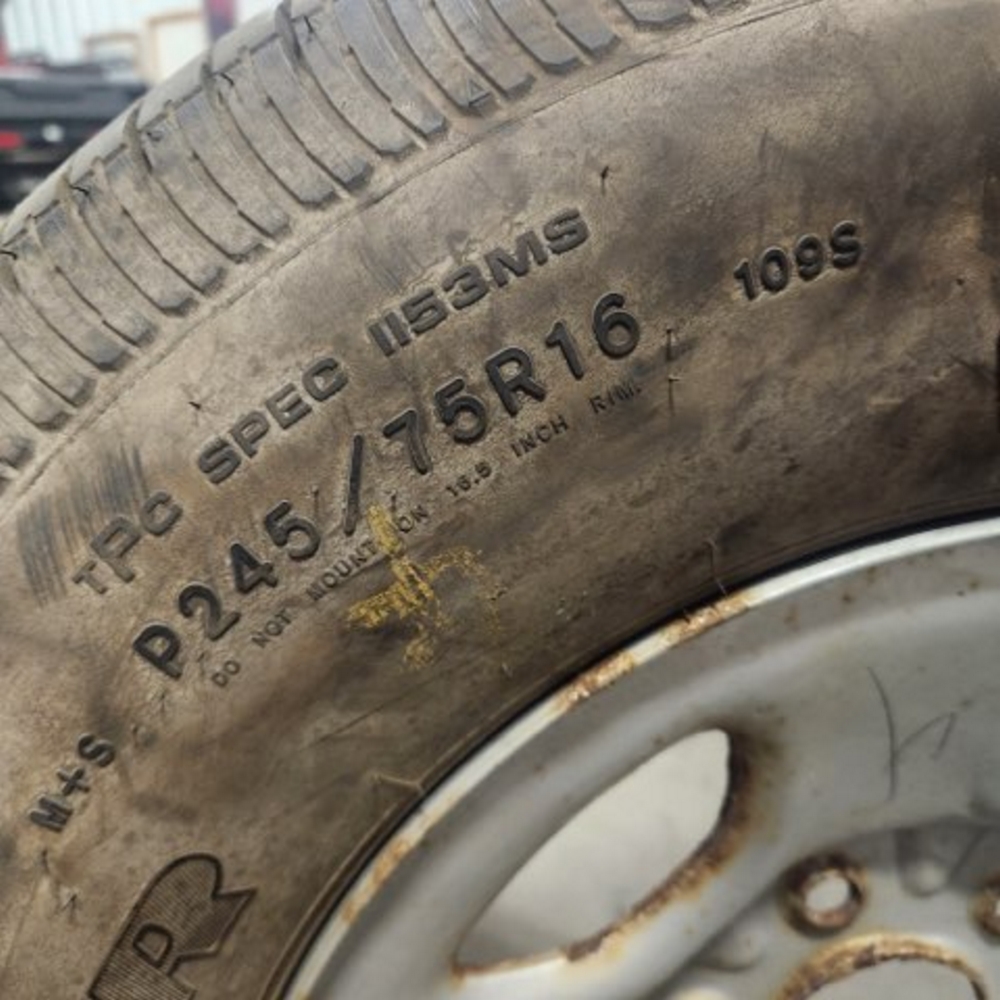 TPC SPEC 1153MS
109S
P245/75R16
DO NOT MOUNT ON 16.5 INCH RIM
M+S
R